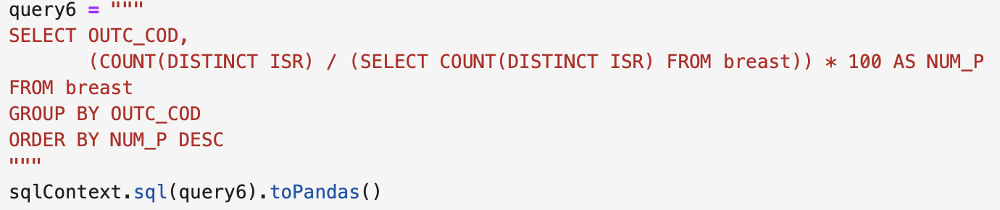 query6 = """
SELECT OUTC_COD,
       (COUNT(DISTINCT ISR) / (SELECT COUNT(DISTINCT ISR) FROM breast)) * 100 AS NUM_P
FROM breast
GROUP BY OUTC_COD
ORDER BY NUM_P DESC
"""
sqlContext.sql(query6).toPandas()